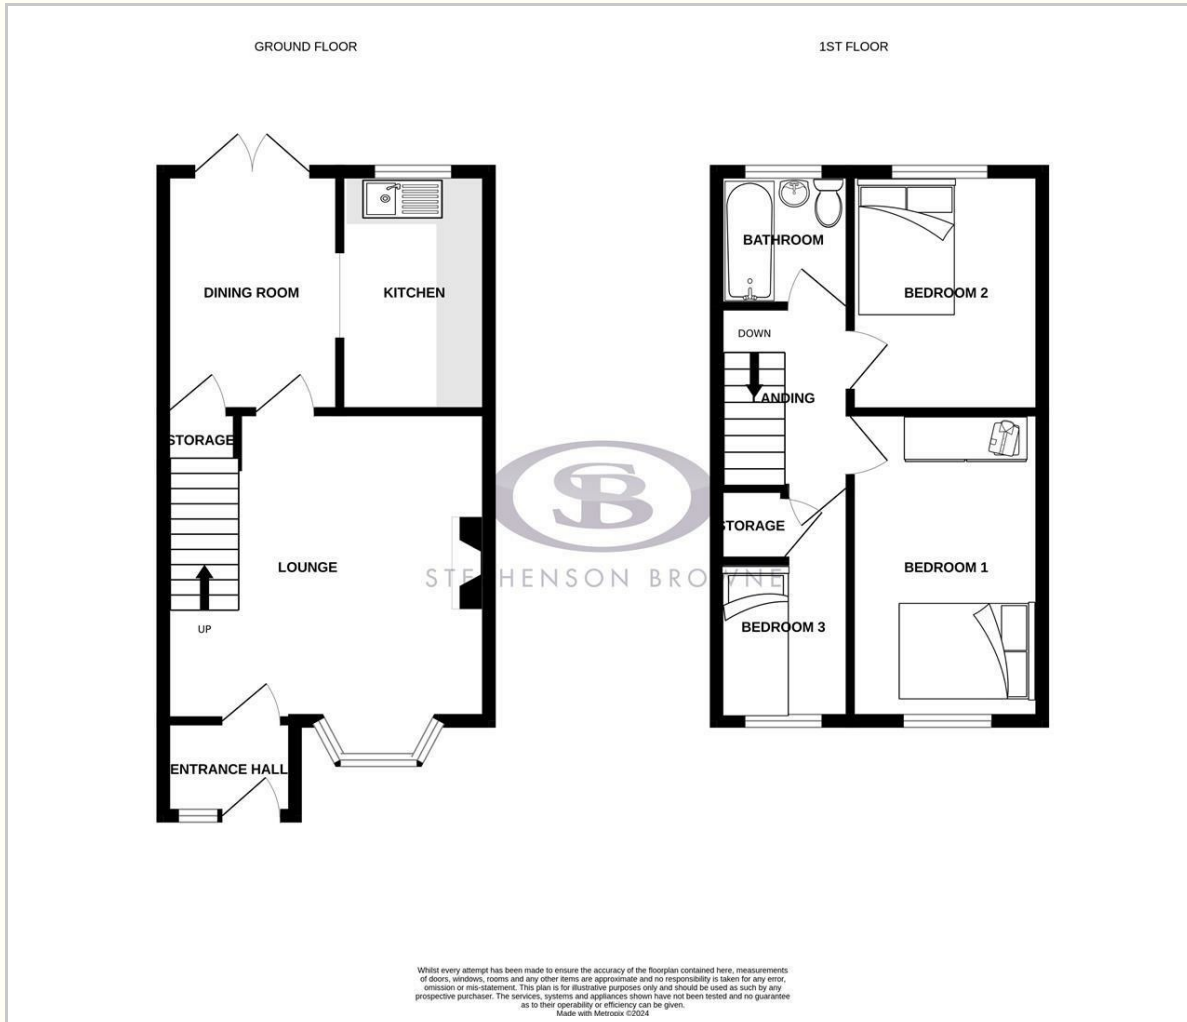 GROUND FLOOR
1ST FLOOR
DINING ROOM
KITCHEN
STORAGE
LOUNGE
UP
ENTRANCE HALL
BATHROOM
BEDROOM 2
DOWN
LANDING
STORAGE
BEDROOM 1
BEDROOM 3
SB
STEPHENSON BROWNE
Whilst every attempt has been made to ensure the accuracy of the floorplan contained here, measurements
of doors, windows, rooms and any other items are approximate and no responsibility is taken for any error,
omission or mis-statement. This plan is for illustrative purposes only and should be used as such by any
prospective purchaser. The services, systems and appliances shown have not been tested and no guarantee
as to their operability or efficiency can be given.
Made with Metropix ©2024